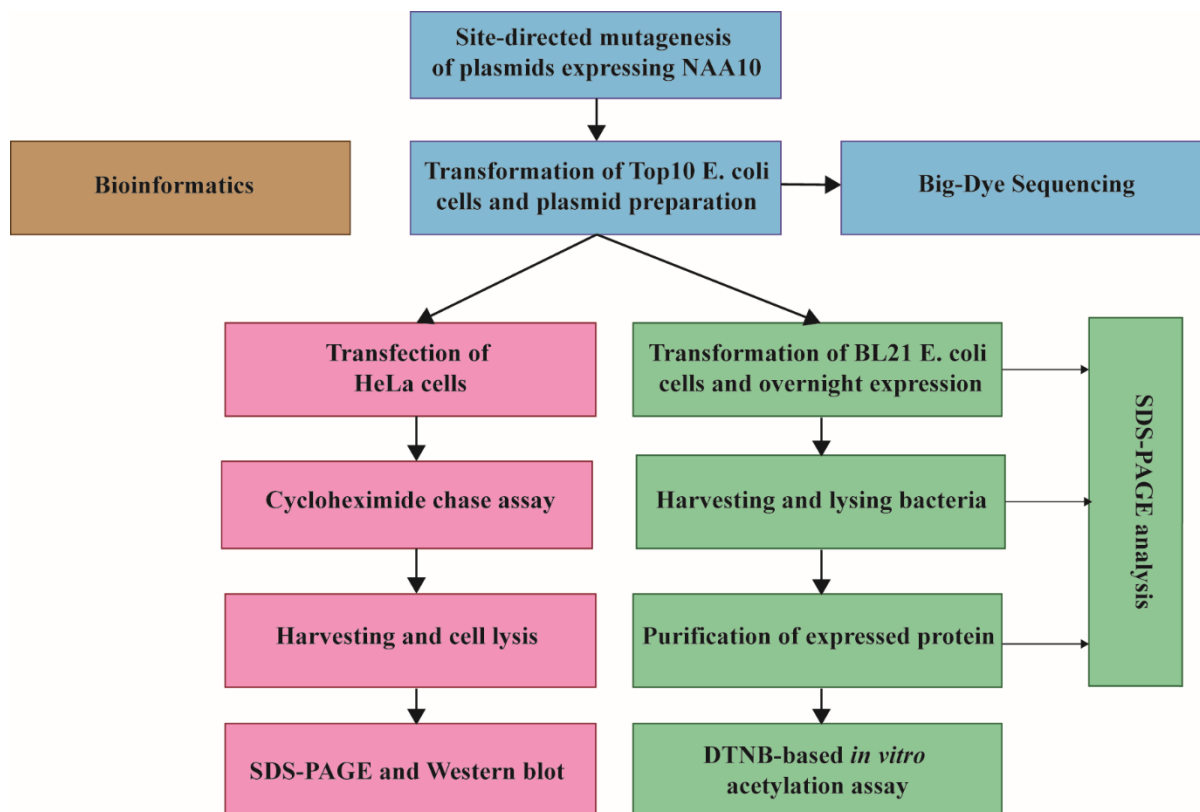 Site-directed mutagenesis
of plasmids expressing NAA10
Bioinformatics
Transformation of Top10 E. coli
cells and plasmid preparation
Big-Dye Sequencing
Transfection of
HeLa cells
Transformation of BL21 E. coli
cells and overnight expression
SDS-PAGE analysis
Cycloheximide chase assay
Harvesting and lysing bacteria
Harvesting and cell lysis
Purification of expressed protein
SDS-PAGE and Western blot
DTNB-based in vitro
acetylation assay